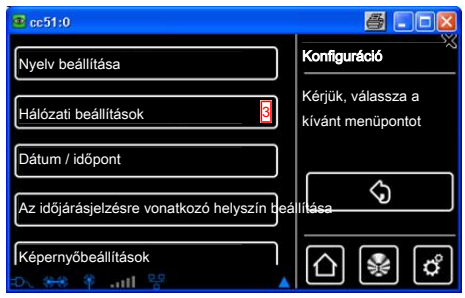 cc51:0
Nyelv beállítása
Hálózati beállítások 3
Dátum / időpont
Az időjárásjelzésre vonatkozó helyszín beállítása
Képernyőbeállítások
Konfiguráció
Kérjük, válassza a
kívánt menüpontot